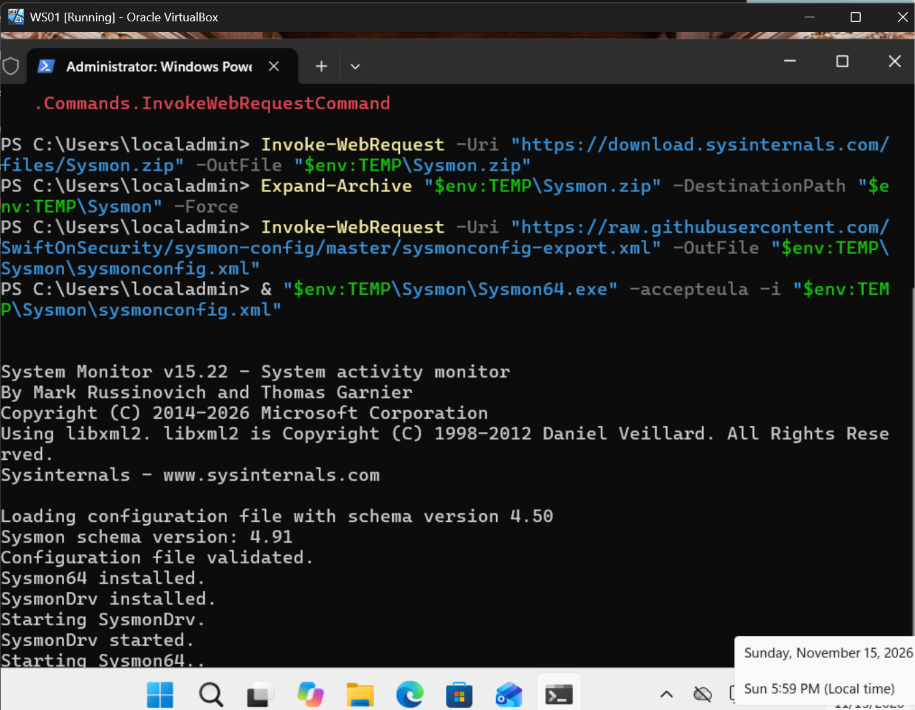 WS01 [Running] - Oracle VirtualBox
Administrator: Windows Powe
.Commands.InvokeWebRequestCommand
PS C:\Users\localadmin> Invoke-WebRequest -Uri "https://download.sysinternals.com/
files/Sysmon.zip" -OutFile "$env:TEMP\Sysmon.zip"
PS C:\Users\localadmin> Expand-Archive "$env:TEMP\Sysmon.zip" -DestinationPath "$e
nv:TEMP\Sysmon" -Force
PS C:\Users\localadmin> Invoke-WebRequest -Uri "https://raw.githubusercontent.com/
SwiftOnSecurity/sysmon-config/master/sysmonconfig-export.xml" -OutFile "$env:TEMP\
Sysmon\sysmonconfig.xml"
PS C:\Users\localadmin> & "$env:TEMP\Sysmon\Sysmon64.exe" -accepteula -i "$env:TEM
P\Sysmon\sysmonconfig.xml"
System Monitor v15.22 - System activity monitor
By Mark Russinovich and Thomas Garnier
Copyright (C) 2014-2026 Microsoft Corporation
Using libxml2. libxml2 is Copyright (C) 1998-2012 Daniel Veillard. All Rights Rese
rved.
Sysinternals - www.sysinternals.com
Loading configuration file with schema version 4.50
Sysmon schema version: 4.91
Configuration file validated.
Sysmon64 installed.
SysmonDrv installed.
Starting SysmonDrv.
SysmonDrv started.
Starting Sysmon64..
Sunday, November 15, 2026
Sun 5:59 PM (Local time)